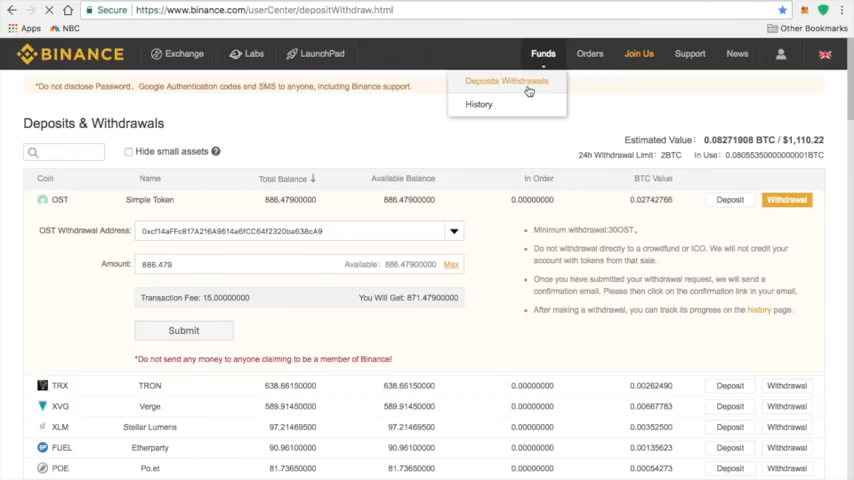 Secure
https://www.binance.com/userCenter/depositWithdraw.html
Apps
NBC
Other Bookmarks
BINANCE
Exchange
Labs
LaunchPad
Funds
Orders
Join Us
Support
News
*Do not disclose Password, Google Authentication codes and SMS to anyone, including Binance support.
Deposits Withdrawals
History
Deposits & Withdrawals
Estimated Value： 0.08271908 BTC / $1,110.22
Hide small assets
24h Withdrawal Limit：2BTC In Use：0.08055350000000001BTC
Coin Name Total Balance Available Balance In Order BTC Value
OST Simple Token 886.47900000 886.47900000 0.00000000 0.02742766 Deposit Withdrawal
OST Withdrawal Address: 0xcf14aFFc817A216A9614a6fCC64f2320ba638cA9
Amount: 886.479 Available：886.47900000 Max
Transaction Fee: 15.00000000 You Will Get: 871.47900000
Submit
*Do not send any money to anyone claiming to be a member of Binance!
Minimum withdrawal:30OST。
Do not withdrawal directly to a crowdfund or ICO. We will not credit your
account with tokens from that sale.
Once you have submitted your withdrawal request, we will send a
confirmation email. Please then click on the confirmation link in your email.
After making a withdrawal, you can track its progress on the history page.
TRX TRON 638.66150000 638.66150000 0.00000000 0.00262490 Deposit Withdrawal
XVG Verge 589.91450000 589.91450000 0.00000000 0.00667783 Deposit Withdrawal
XLM Stellar Lumens 97.21469500 97.21469500 0.00000000 0.00352500 Deposit Withdrawal
FUEL Etherparty 90.96100000 90.96100000 0.00000000 0.00135623 Deposit Withdrawal
POE Po.et 81.73650000 81.73650000 0.00000000 0.00054273 Deposit Withdrawal